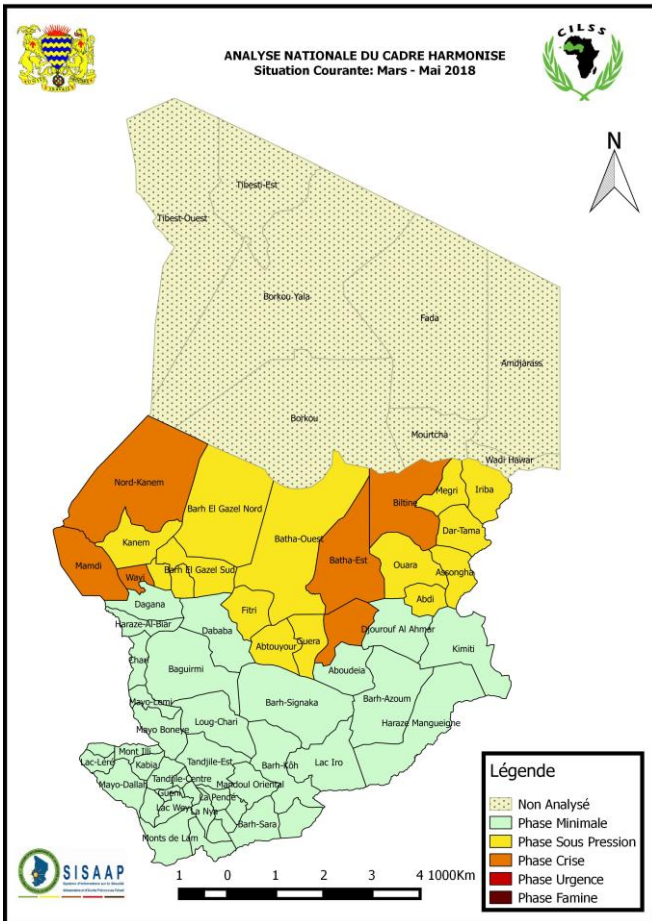 ANALYSE NATIONALE DU CADRE HARMONISE
Situation Courante: Mars - Mai 2018
CILSS
N
Tibesti-Est
Tibest-Ouest
Borkou Yala
Fada
Amdjarass
Borkou
Mourtcha
Wadi Hawar
Nord-Kanem
Biltine
Megri
Iriba
Barh El Gazel Nord
Batha-Ouest
Dar-Tama
Kanem
Batha-Est
Ouara
Mamdi
Wayi
Barh El Gazel Sud
Assongha
Abdi
Dagana
Fitri
Haraze-Al-Biar
Dababa
Djourouf Al Ahmar
Guera
Abtouyour
Kimiti
Chari
Baguirmi
Aboudeia
Mayo-Lemi
Barh-Signaka
Barh-Azoum
Haraze Mangueigne
Loug-Chari
Mayo Boneye
Mont Illi
Lac-Léré
Kabia
Tandjile-Est
Barh-Kôh
Lac Iro
Mayo-Dallah
Tandjile-Centre
Mandoul Oriental
Gueni
La Pende
Lac Wey
La Nya
Barh-Sara
Monts de Lam
Légende
Non Analysé
Phase Minimale
Phase Sous Pression
Phase Crise
Phase Urgence
Phase Famine
SISAAP
1 0 1 2 3 4 1000Km